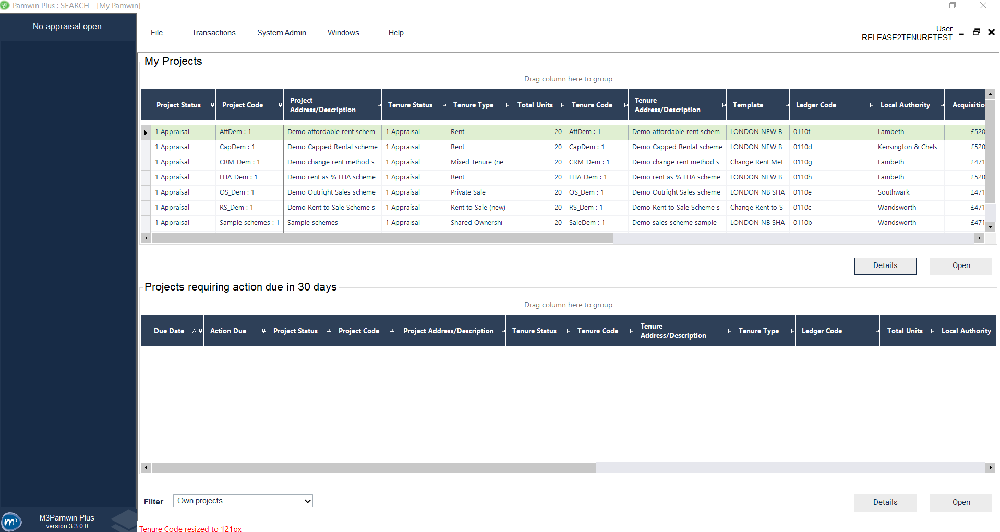 Pamwin Plus : SEARCH - [My Pamwin]
No appraisal open
File Transactions System Admin Windows Help
User
RELEASE2TENURETEST
My Projects
Drag column here to group
Project Status Project Code Project Address/Description Tenure Status Tenure Type Total Units Tenure Code Tenure Address/Description Template Ledger Code Local Authority Acquisitio
1 Appraisal AffDem : 1 Demo affordable rent schem 1 Appraisal Rent 20 AffDem : 1 Demo affordable rent schem LONDON NEW B 0110f Lambeth £520
1 Appraisal CapDem : 1 Demo Capped Rental scheme 1 Appraisal Rent 20 CapDem : 1 Demo Capped Rental scheme LONDON NEW B 0110d Kensington & Chels £520
1 Appraisal CRM_Dem : 1 Demo change rent method s 1 Appraisal Mixed Tenure (ne 20 CRM_Dem : 1 Demo change rent method s Change Rent Met 0110g Lambeth £471
1 Appraisal LHA_Dem : 1 Demo rent as % LHA scheme 1 Appraisal Rent 20 LHA_Dem : 1 Demo rent as % LHA scheme LONDON NEW B 0110h Lambeth £520
1 Appraisal OS_Dem : 1 Demo Outright Sales scheme 1 Appraisal Private Sale 20 OS_Dem : 1 Demo Outright Sales scheme LONDON NB SHA 0110e Southwark £471
1 Appraisal RS_Dem : 1 Demo Rent to Sale Scheme s 1 Appraisal Rent to Sale (new) 20 RS_Dem : 1 Demo Rent to Sale Scheme s Change Rent to S 0110c Wandsworth £471
1 Appraisal Sample schemes : 1 Sample schemes 1 Appraisal Shared Ownershi 20 SaleDem : 1 Demo sales scheme sample LONDON NB SHA 0110b Wandsworth £471
Details Open
Projects requiring action due in 30 days
Drag column here to group
Due Date Action Due Project Status Project Code Project Address/Description Tenure Status Tenure Code Tenure Address/Description Tenure Type Ledger Code Total Units Local Authority
Filter Own projects Details Open
m³ M3Pamwin Plus
version 3.3.0.0
Tenure Code resized to 121px